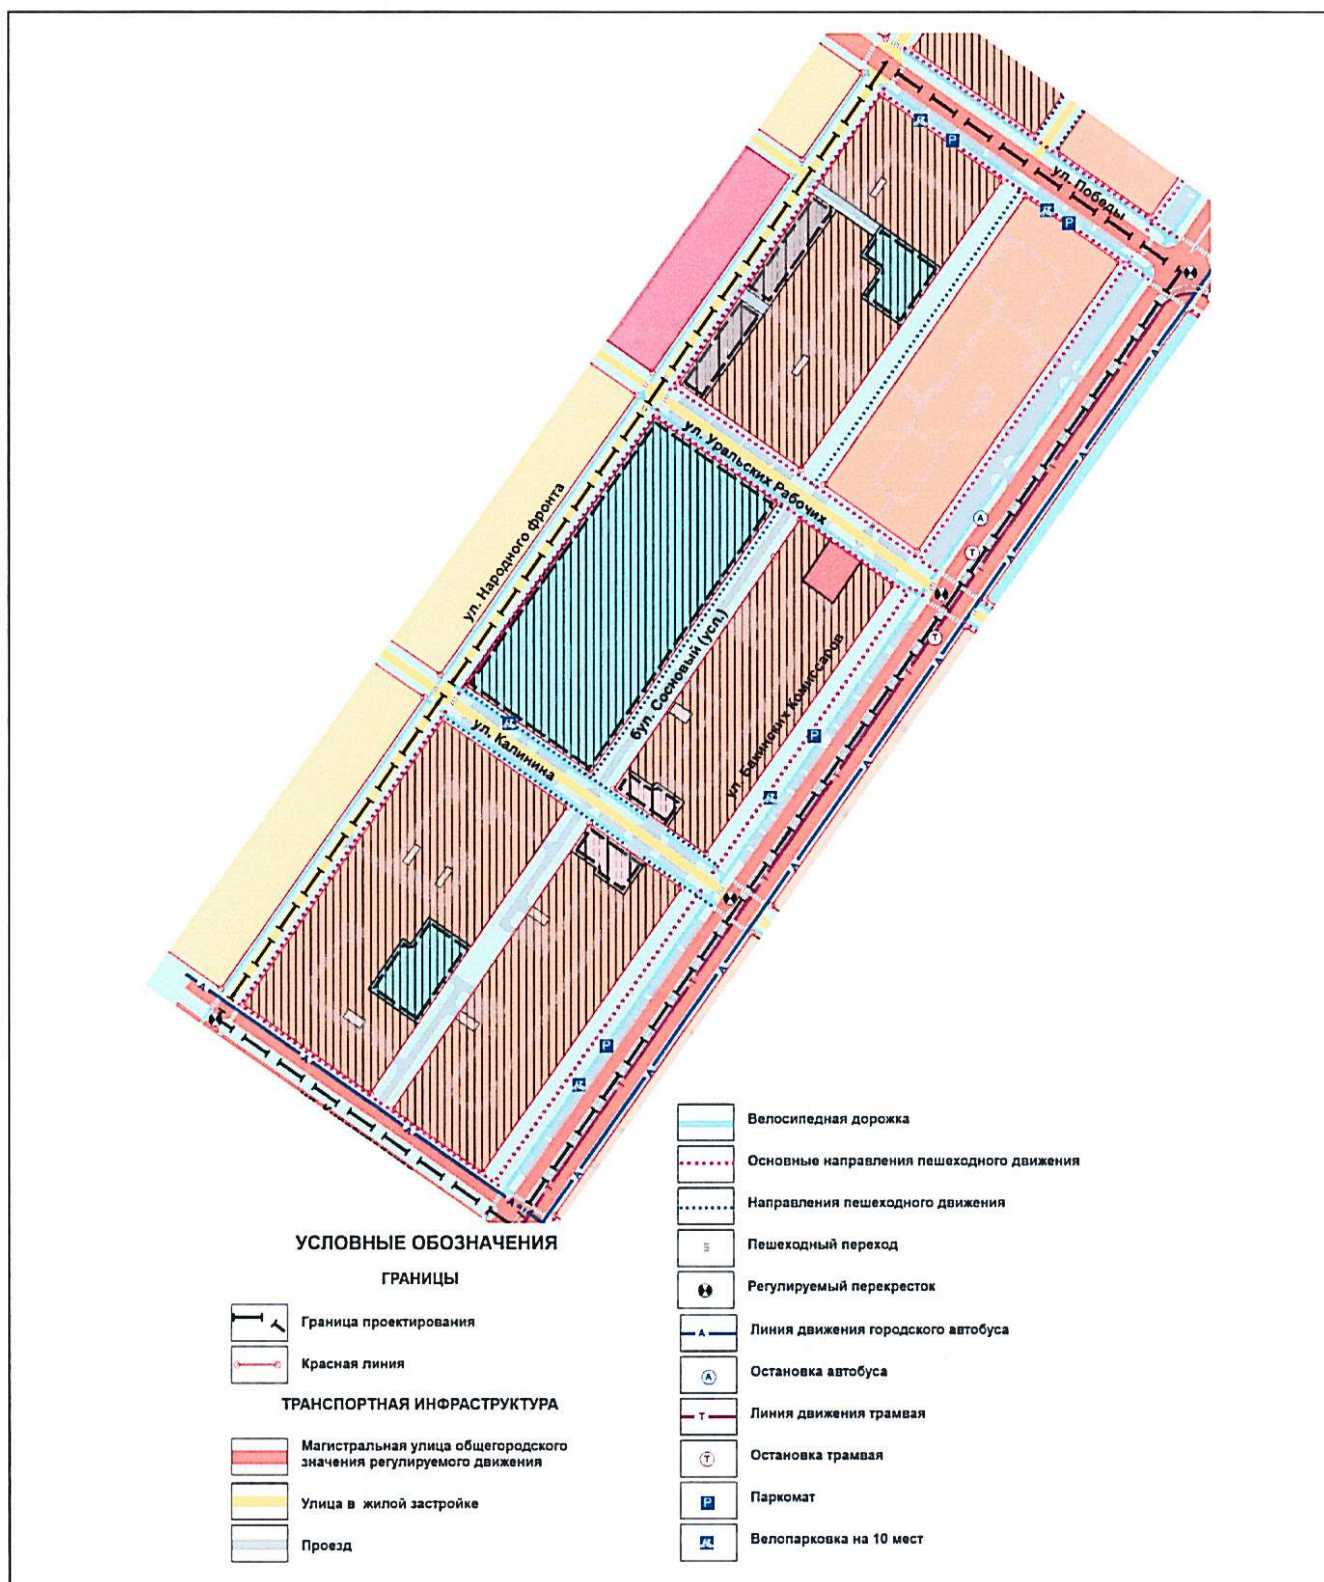 ул. Победы
ул. Уральских Рабочих
ул. Народного фронта
бул. Сосновый (усл.)
ул. Бакинских Комиссаров
ул. Калинина
УСЛОВНЫЕ ОБОЗНАЧЕНИЯ
ГРАНИЦЫ
Граница проектирования
Красная линия
ТРАНСПОРТНАЯ ИНФРАСТРУКТУРА
Магистральная улица общегородского
значения регулируемого движения
Улица в жилой застройке
Проезд
Велосипедная дорожка
Основные направления пешеходного движения
Направления пешеходного движения
Пешеходный переход
Регулируемый перекресток
А Линия движения городского автобуса
А Остановка автобуса
Т Линия движения трамвая
Т Остановка трамвая
Р Паркомат
Велопарковка на 10 мест